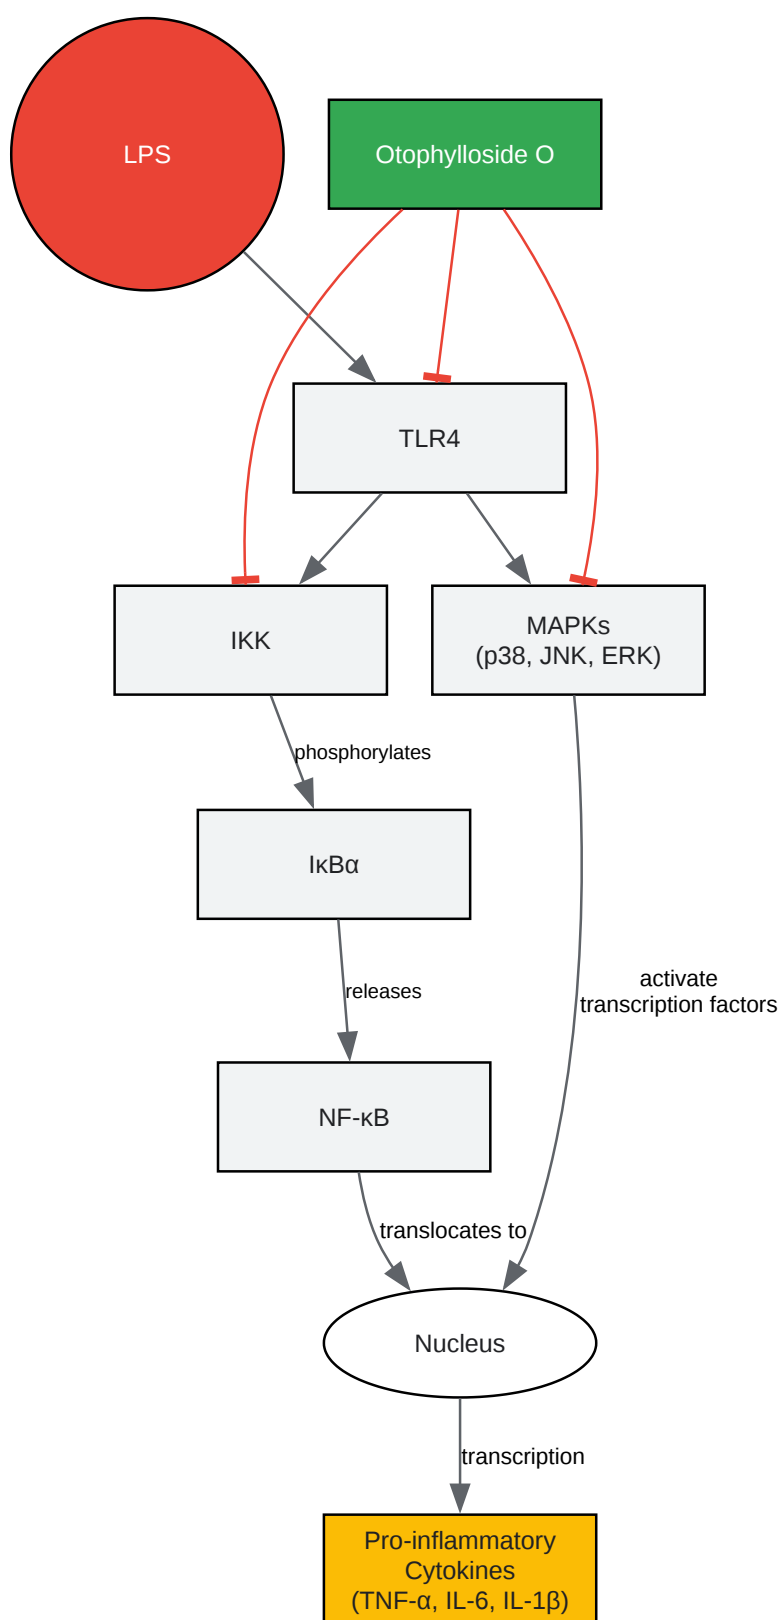 LPS
Otophylloside O
TLR4
IKK
MAPKs
(p38, JNK, ERK)
phosphorylates
IκBα
releases
activate
transcription factors
NF-κB
translocates to
Nucleus
transcription
Pro-inflammatory
Cytokines
(TNF-α, IL-6, IL-1β)